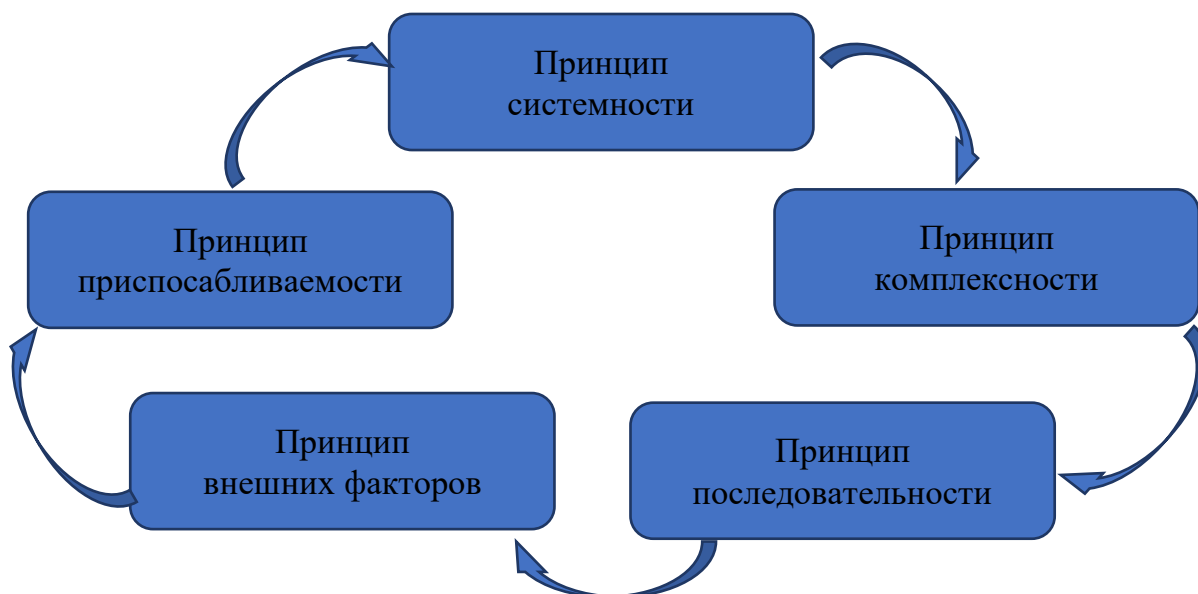 Принцип
системности
Принцип
комплексности
Принцип
последовательности
Принцип
внешних факторов
Принцип
приспосабливаемости